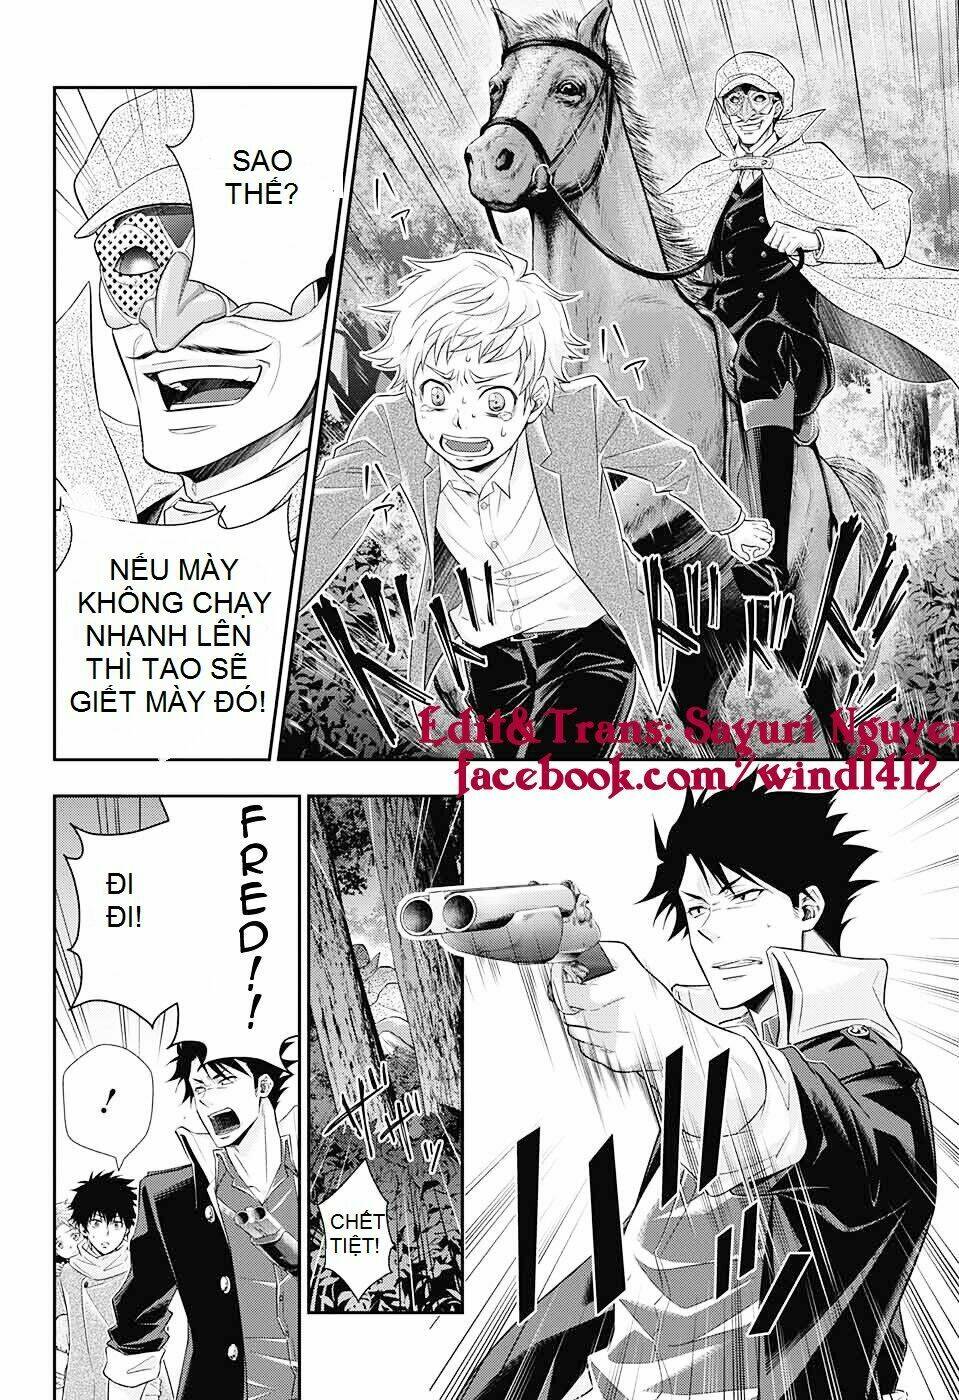 SAO
THẾ?
NẾU MÀY
KHÔNG CHẠY
NHANH LÊN
THÌ TAO SẼ
GIẾT MÀY ĐÓ!
Edit&Trans: Sayuri Nguyen
facebook.com/wind1412
FRED!!
ĐI
ĐI!
!
CHẾT
TIỆT!